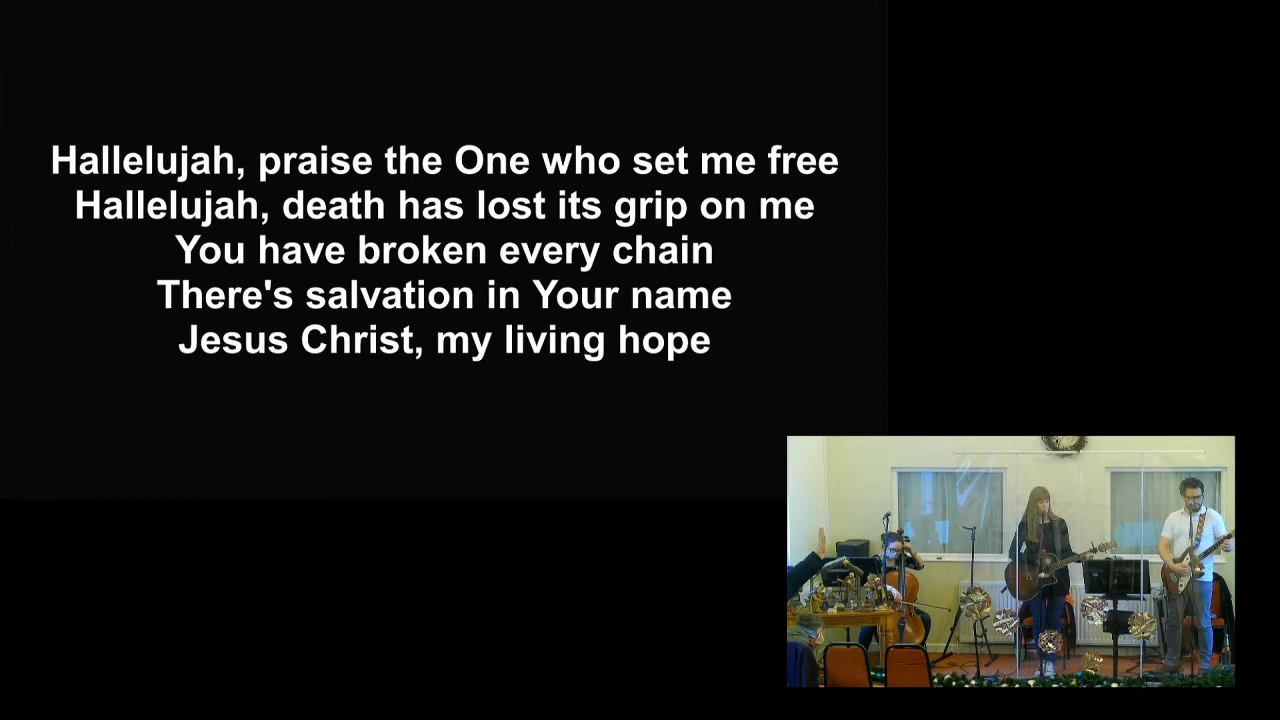 Hallelujah, praise the One who set me free
Hallelujah, death has lost its grip on me
You have broken every chain
There's salvation in Your name
Jesus Christ, my living hope